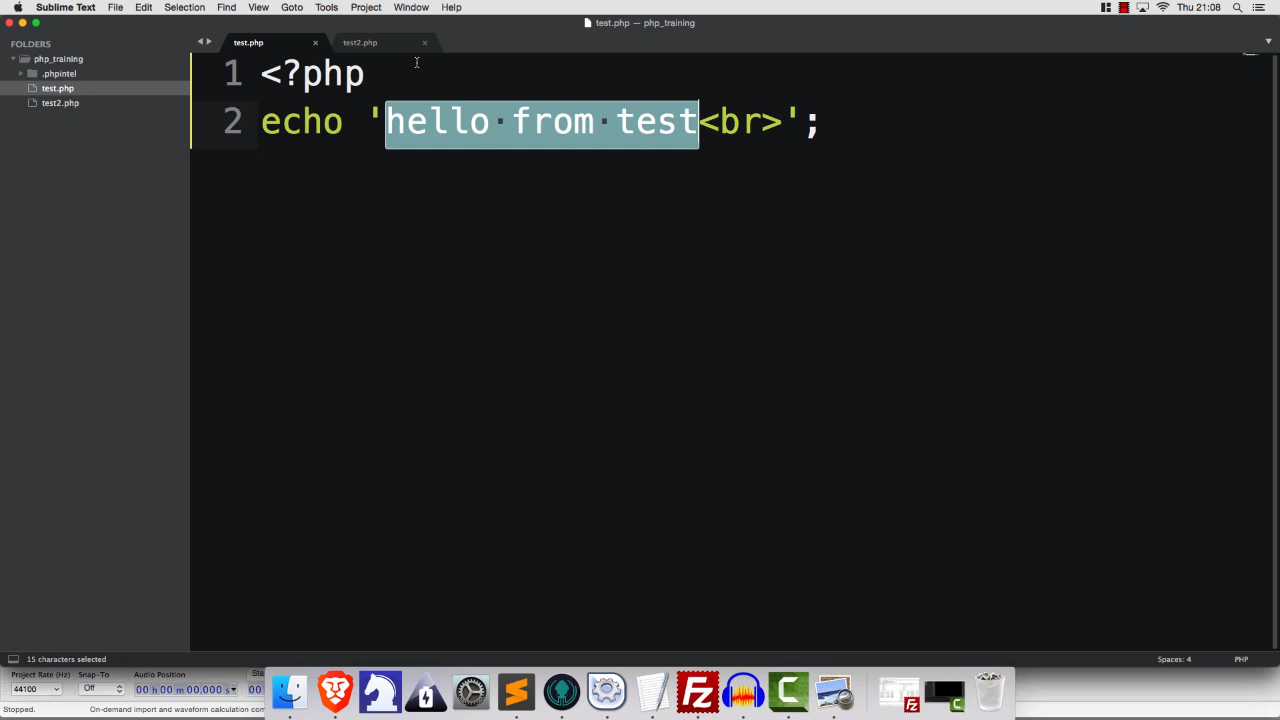 Sublime Text File Edit Selection Find View Goto Tools Project Window Help Thu 21:08
test.php — php_training
FOLDERS
php_training
.phpintel
test.php
test2.php
test.php test2.php
1 <?php
2 echo 'hello from test<br>';
15 characters selected Spaces: 4 PHP
Project Rate (Hz) Snap-To Audio Position
44100 Off 00 h 00 m 00.000 s 00
Stopped. On-demand import and waveform calculation com